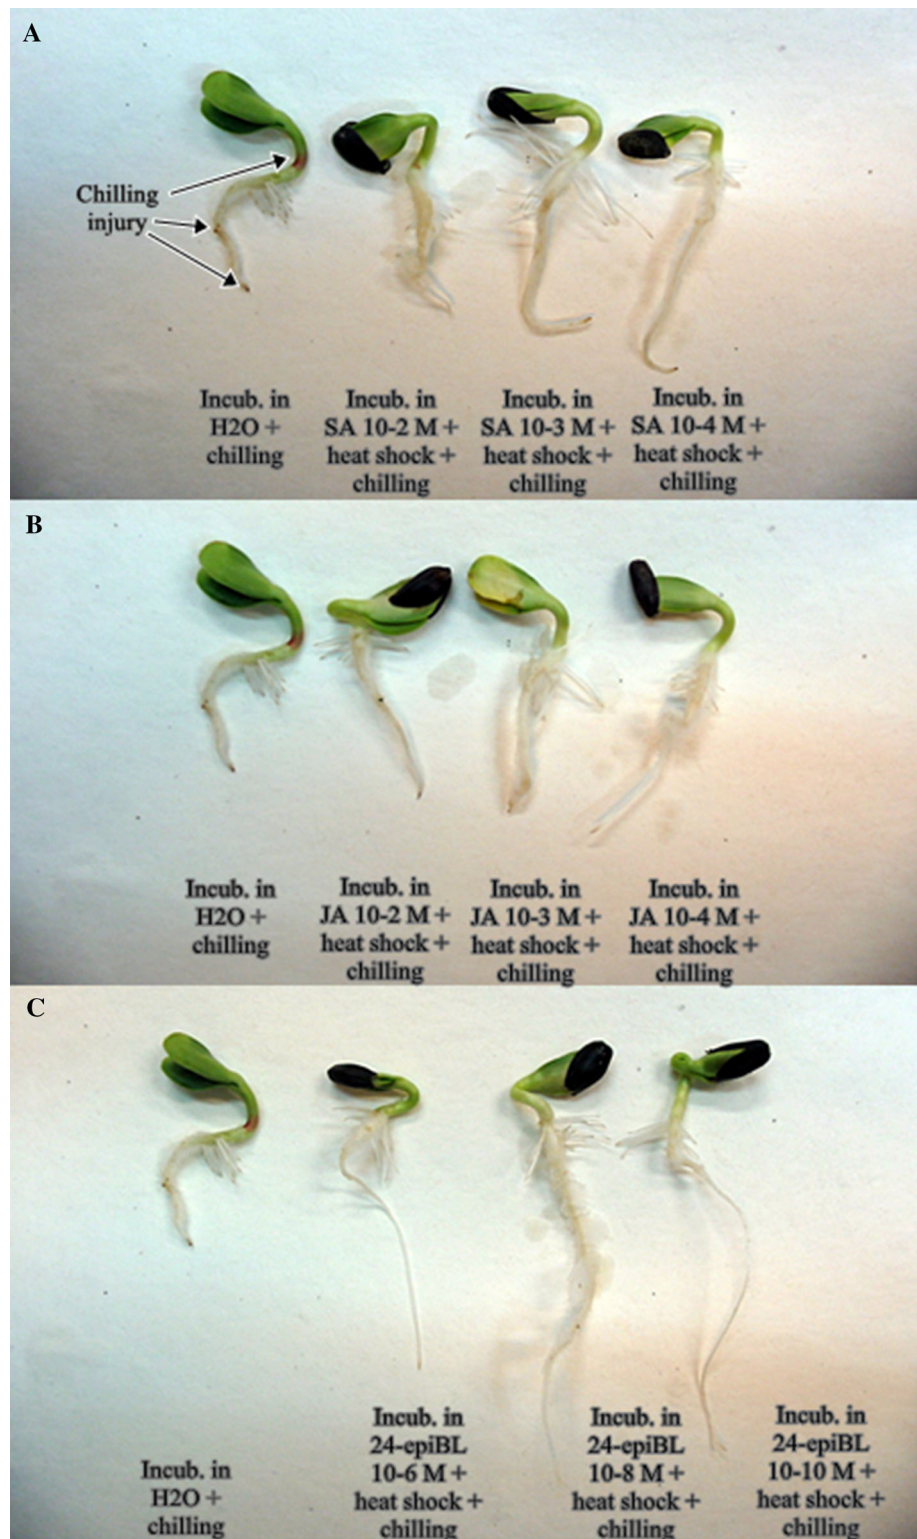 A
Chilling
injury
Incub. in
H2O +
chilling
Incub. in
SA 10-2 M +
heat shock +
chilling
Incub. in
SA 10-3 M +
heat shock +
chilling
Incub. in
SA 10-4 M +
heat shock +
chilling
B
Incub. in
H2O +
chilling
Incub. in
JA 10-2 M +
heat shock +
chilling
Incub. in
JA 10-3 M +
heat shock +
chilling
Incub. in
JA 10-4 M +
heat shock +
chilling
C
Incub. in
H2O +
chilling
Incub. in
24-epiBL
10-6 M +
heat shock +
chilling
Incub. in
24-epiBL
10-8 M +
heat shock +
chilling
Incub. in
24-epiBL
10-10 M +
heat shock +
chilling